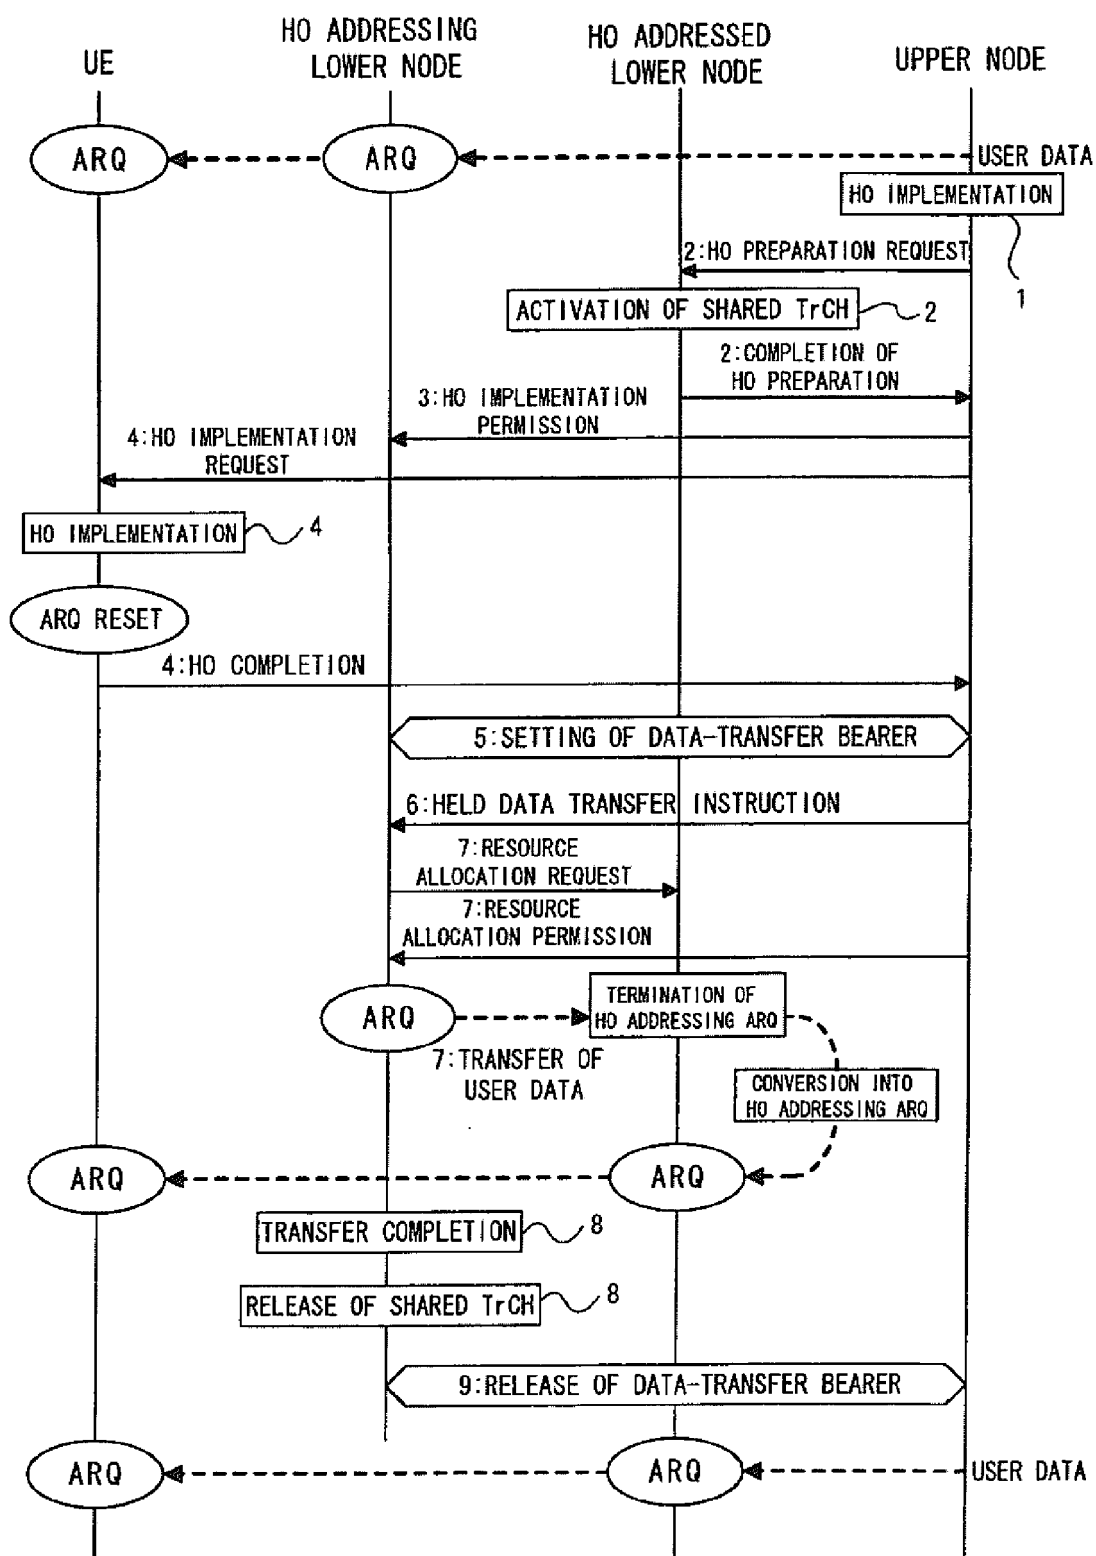 UE
HO ADDRESSING
LOWER NODE
HO ADDRESSED
LOWER NODE
UPPER NODE
ARQ
ARQ
USER DATA
HO IMPLEMENTATION
1
2:HO PREPARATION REQUEST
ACTIVATION OF SHARED TrCH
2
2:COMPLETION OF
HO PREPARATION
3:HO IMPLEMENTATION
PERMISSION
4:HO IMPLEMENTATION
REQUEST
HO IMPLEMENTATION
4
ARQ RESET
4:HO COMPLETION
5:SETTING OF DATA-TRANSFER BEARER
6:HELD DATA TRANSFER INSTRUCTION
7:RESOURCE
ALLOCATION REQUEST
7:RESOURCE
ALLOCATION PERMISSION
ARQ
TERMINATION OF
HO ADDRESSING ARQ
7:TRANSFER OF
USER DATA
CONVERSION INTO
HO ADDRESSING ARQ
ARQ
ARQ
TRANSFER COMPLETION
8
RELEASE OF SHARED TrCH
8
9:RELEASE OF DATA-TRANSFER BEARER
ARQ
ARQ
USER DATA